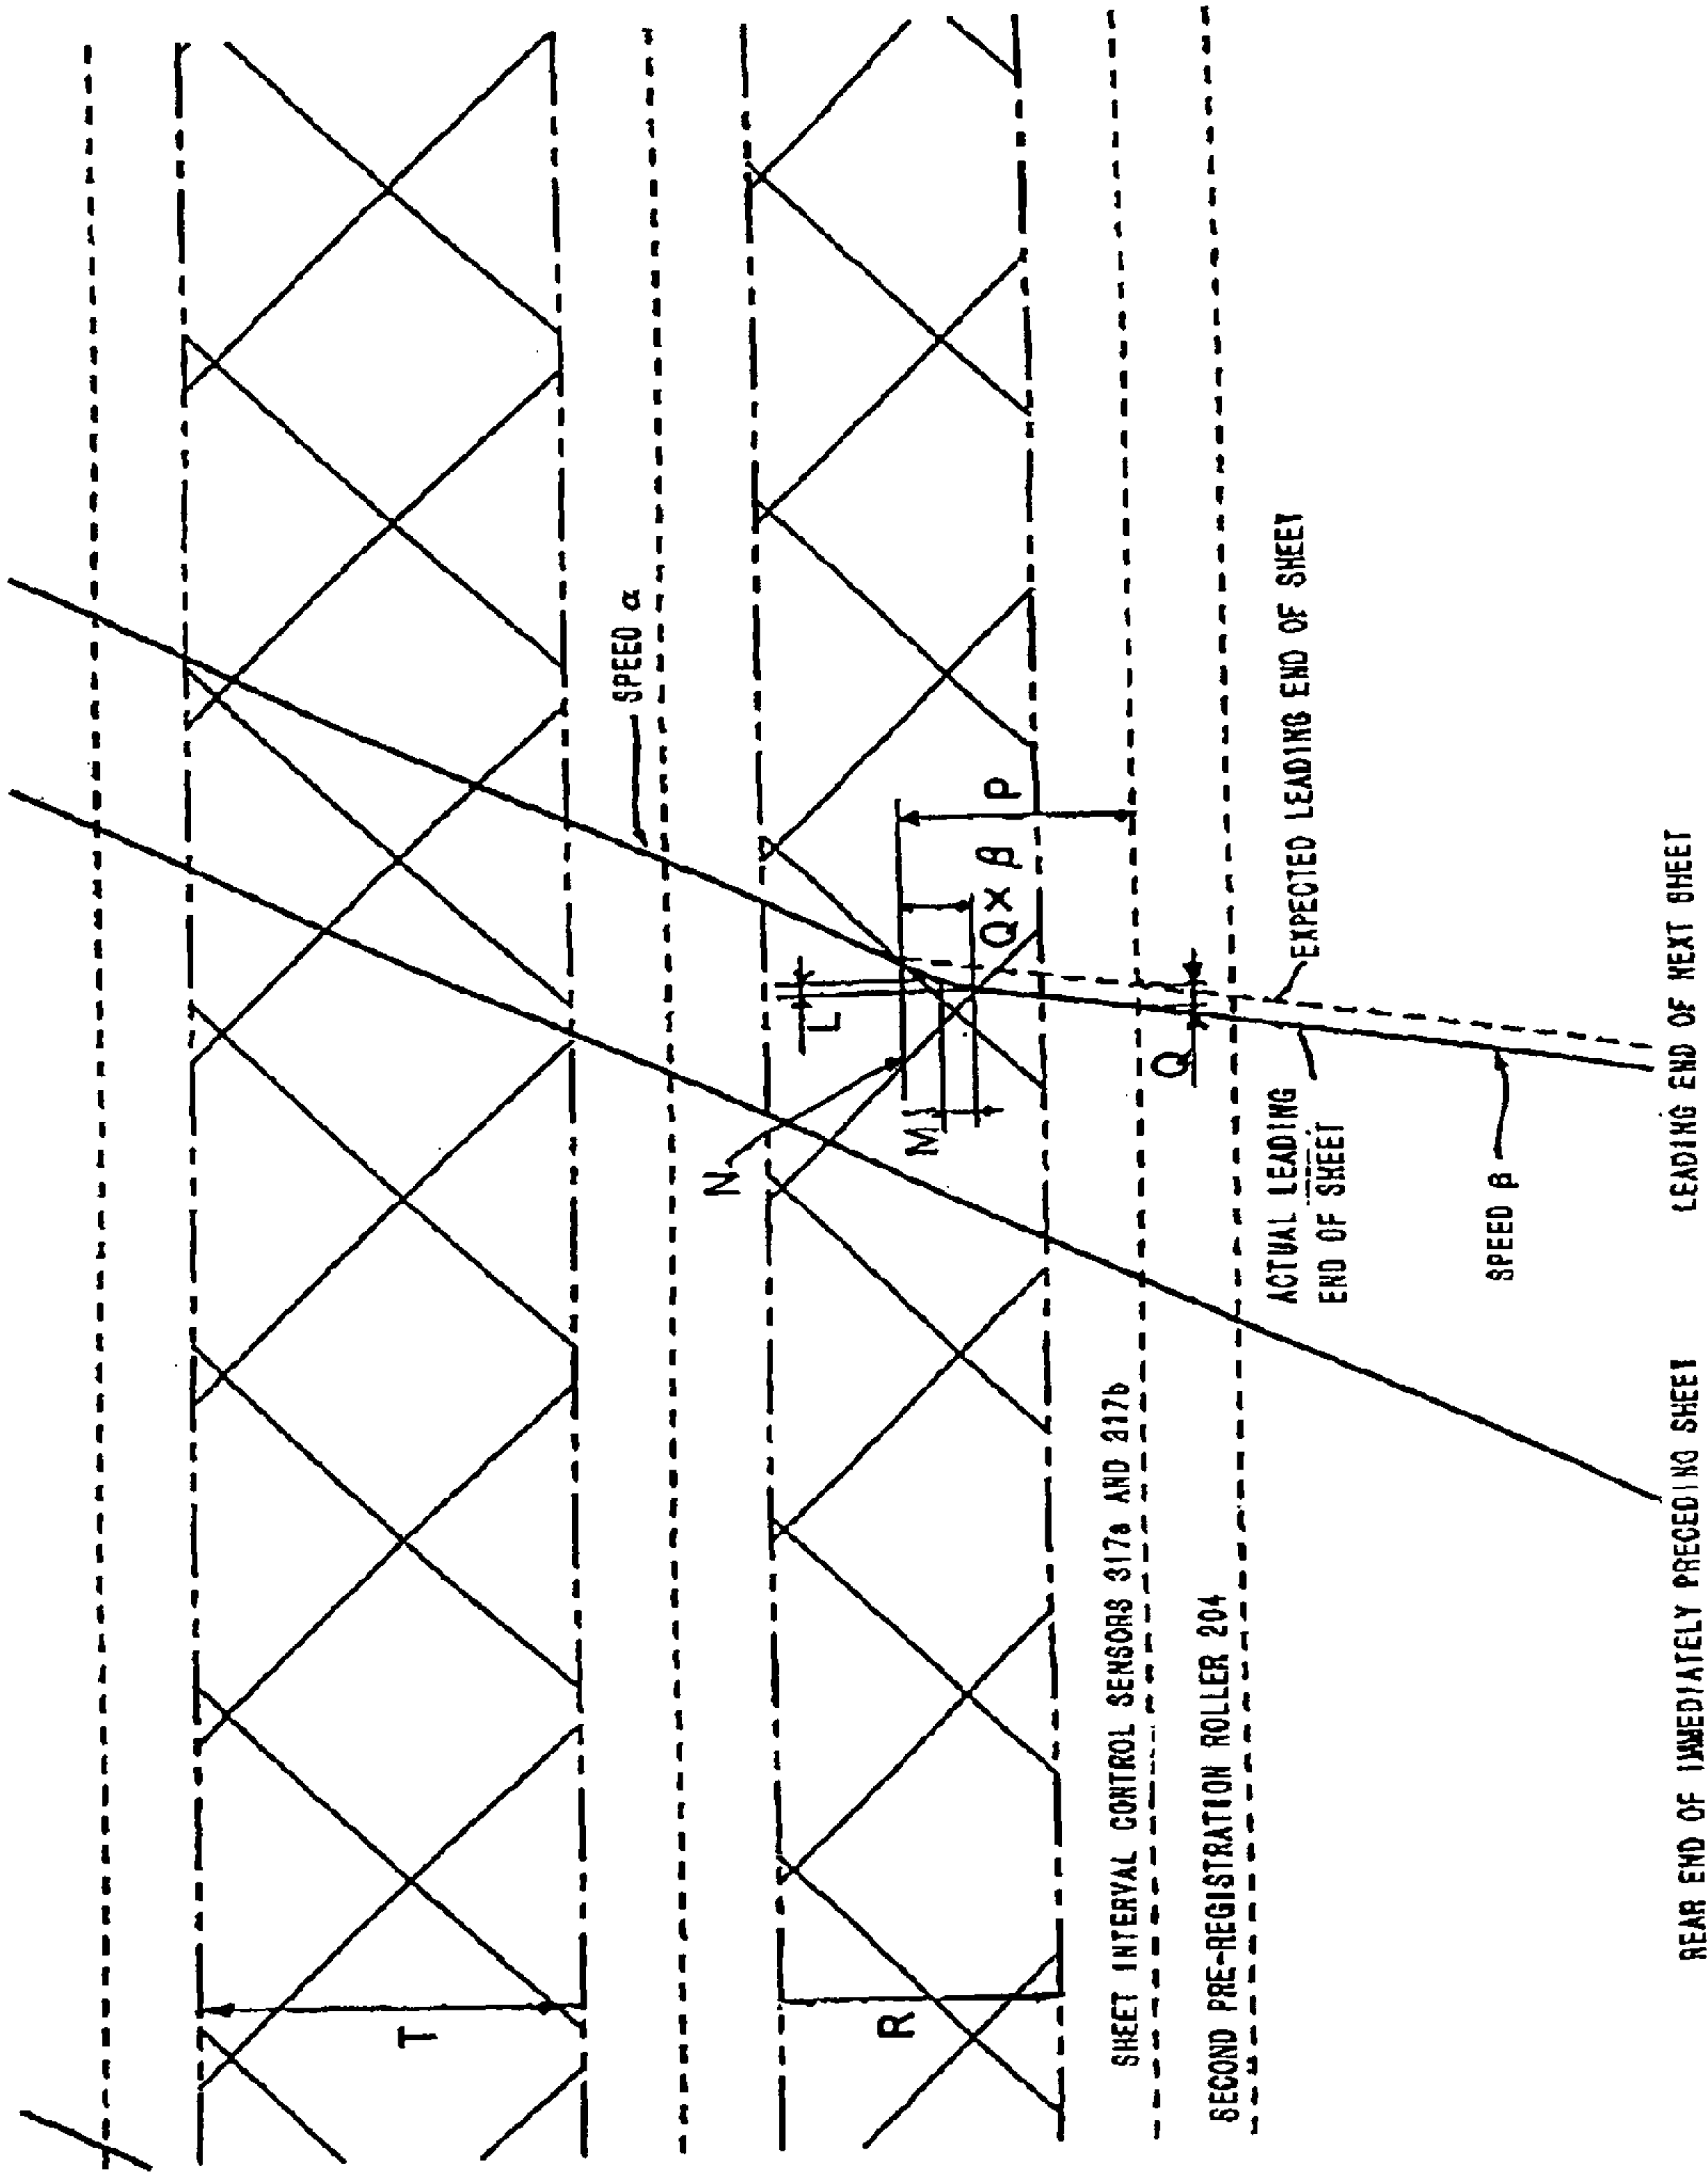 T
R
SHEET INTERVAL CONTROL SENSORS 317a AND 217b
SECOND PRE-REGISTRATION ROLLER 204
REAR END OF IMMEDIATELY PRECEDING SHEET
N
M
L
SPEED α
P
Q × β
Q
ACTUAL LEADING
END OF SHEET
SPEED β
EXPECTED LEADING END OF SHEET
LEADING END OF NEXT SHEET